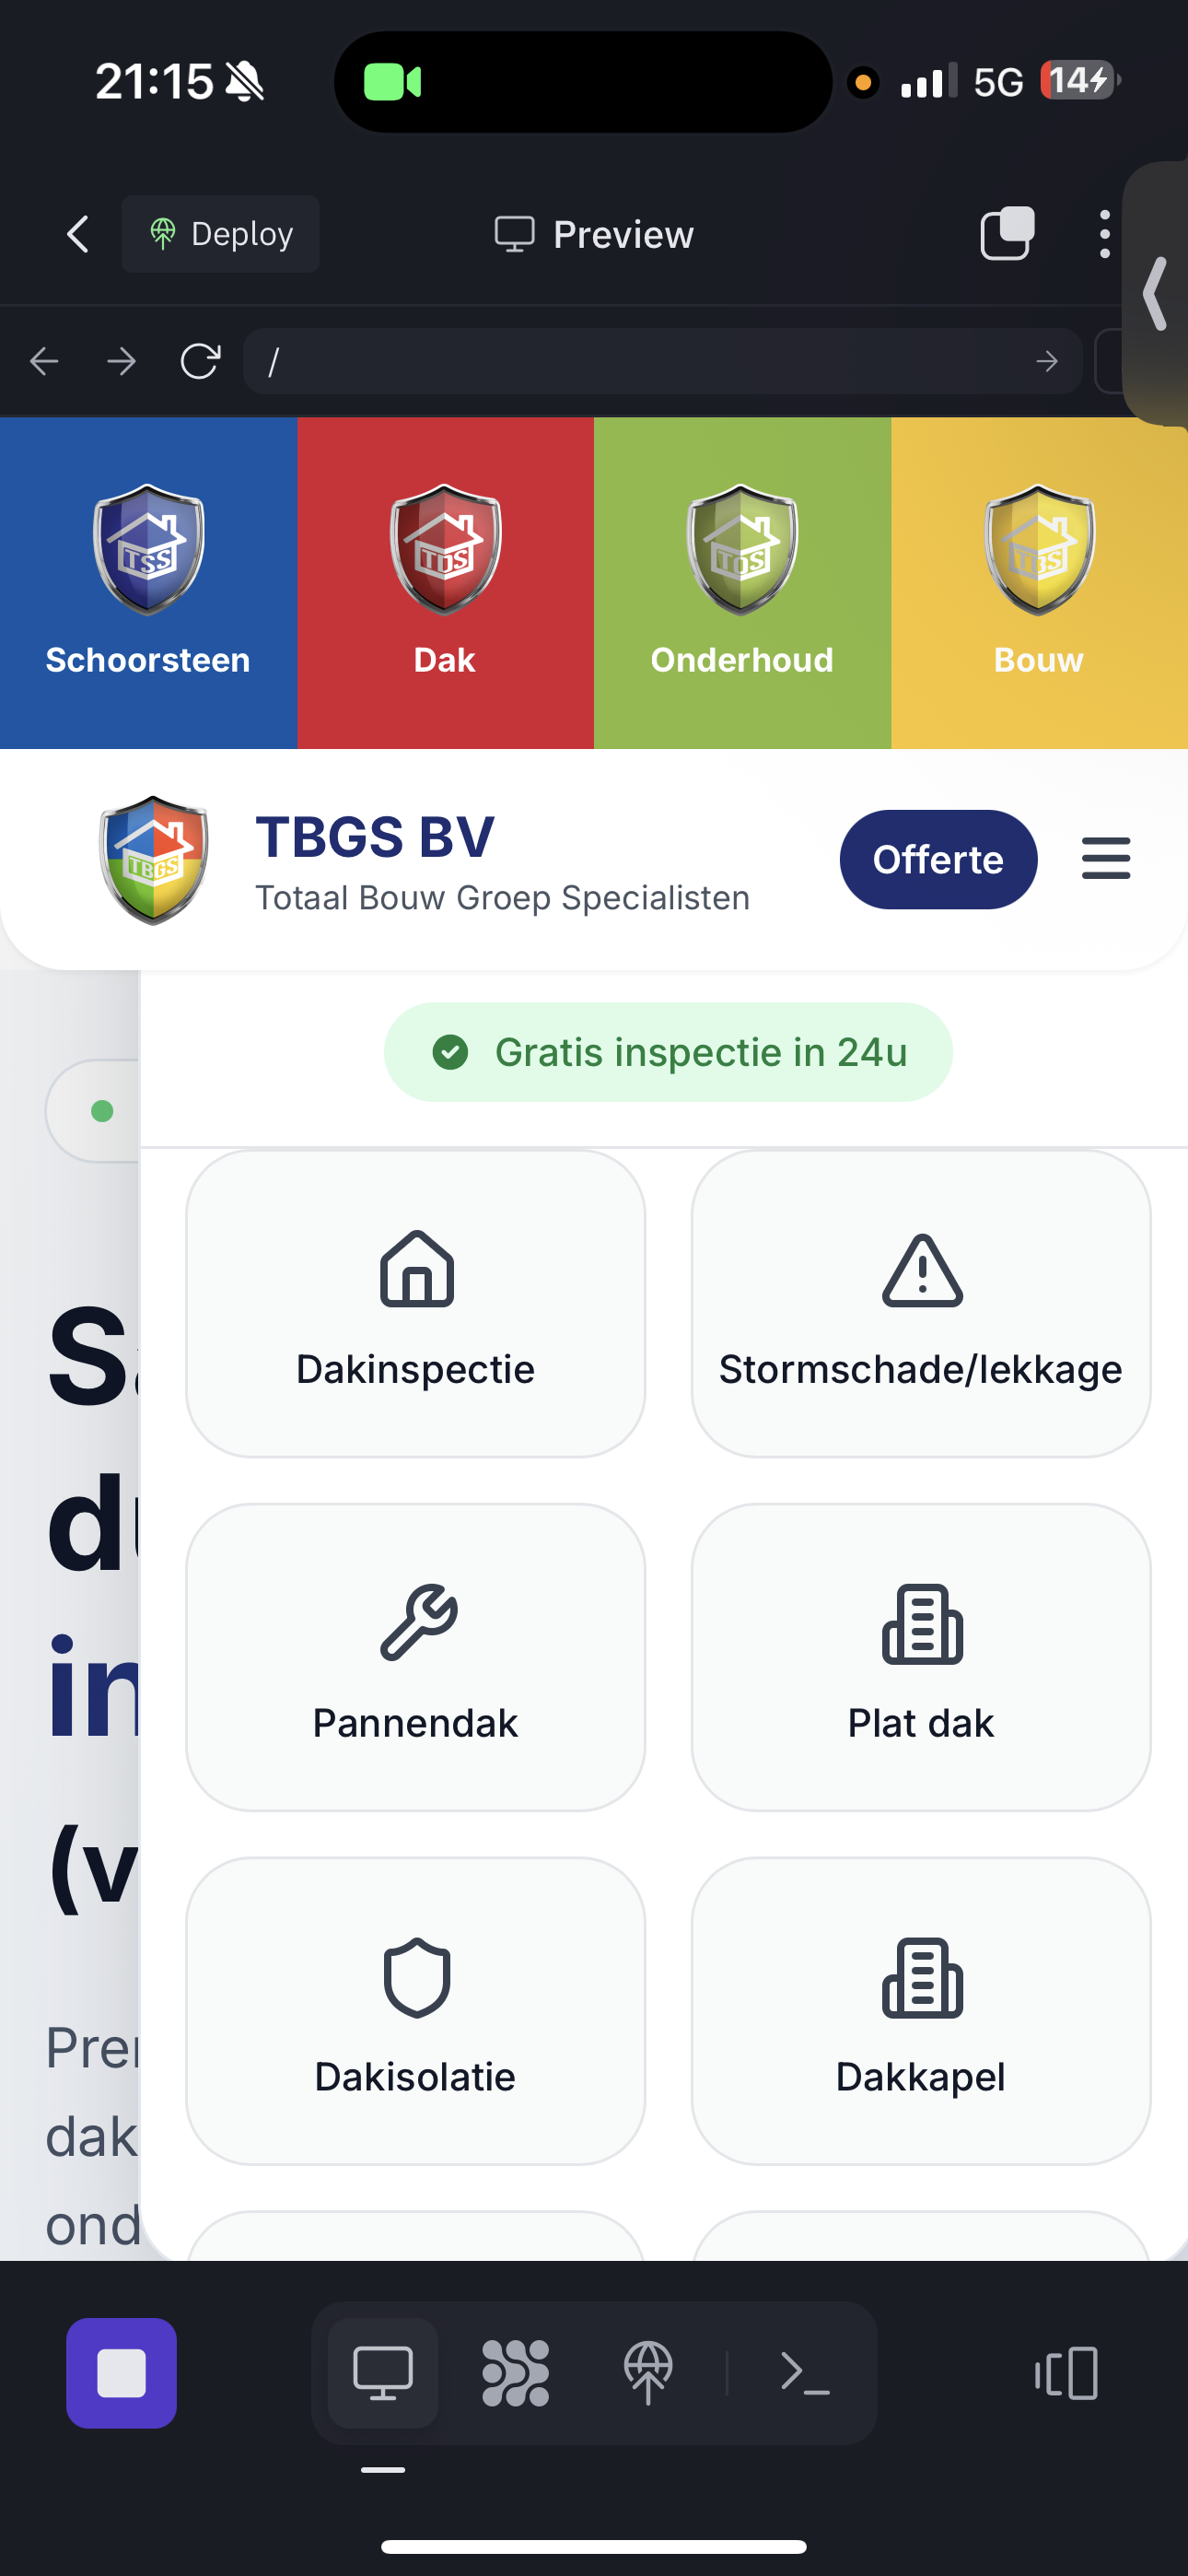 21:15
5G
14
Deploy
Preview
/
TSS
TDS
TOS
TBS
Schoorsteen
Dak
Onderhoud
Bouw
TBGS
TBGS BV
Totaal Bouw Groep Specialisten
Offerte
Gratis inspectie in 24u
Dakinspectie
Stormschade/lekkage
Pannendak
Plat dak
Dakisolatie
Dakkapel
in
(v
dak
ond